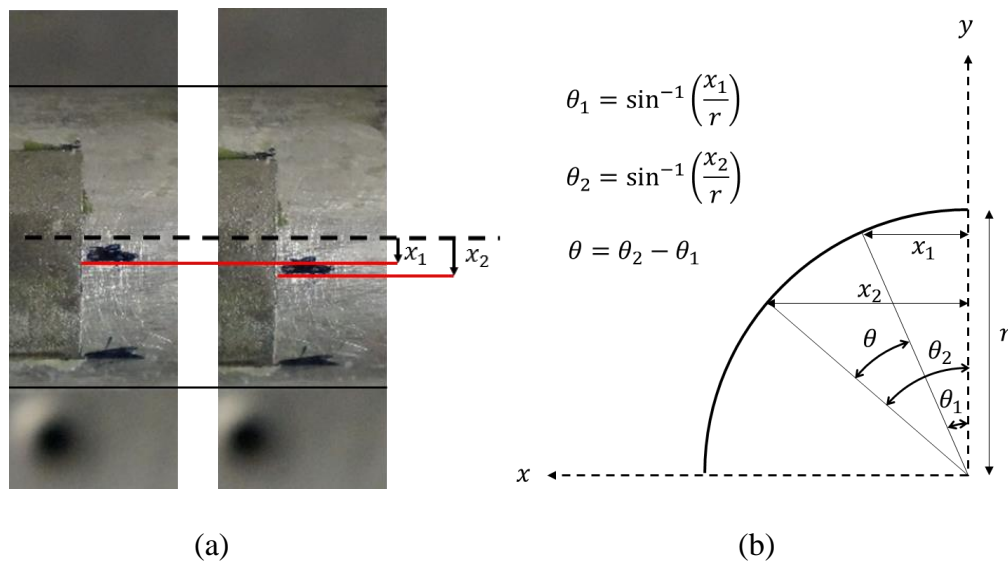 x₁
x₂
(a)
y
θ₁ = sin⁻¹(x₁/r)
θ₂ = sin⁻¹(x₂/r)
θ = θ₂ − θ₁
x₁
x₂
r
θ
θ₂
θ₁
x
(b)